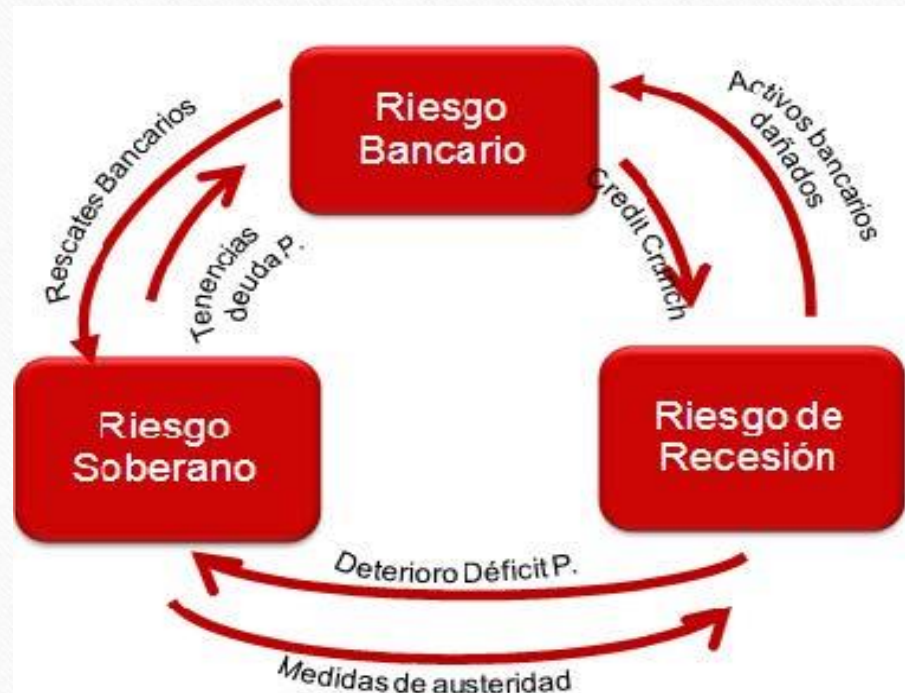 Riesgo
Bancario
Rescates Bancarios
Tenencias
deuda P.
Credit Crunch
Activos bancarios
dañados
Riesgo
Soberano
Riesgo de
Recesión
Deterioro Déficit P.
Medidas de austeridad